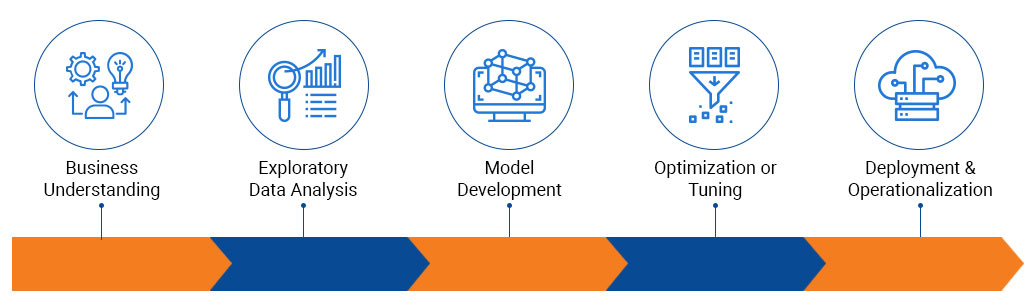 Business
Understanding
Exploratory
Data Analysis
Model
Development
Optimization or
Tuning
Deployment &
Operationalization